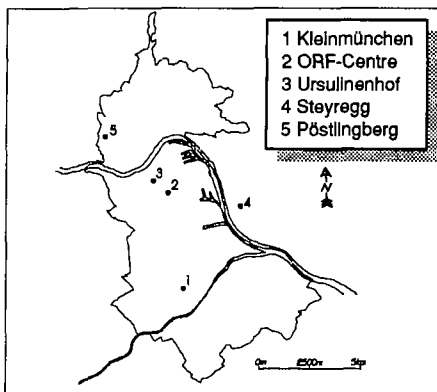 1 Kleinmünchen
2 ORF-Centre
3 Ursulinenhof
4 Steyregg
5 Pöstlingberg
5
3
2
N
4
1
0m 2500m 5km